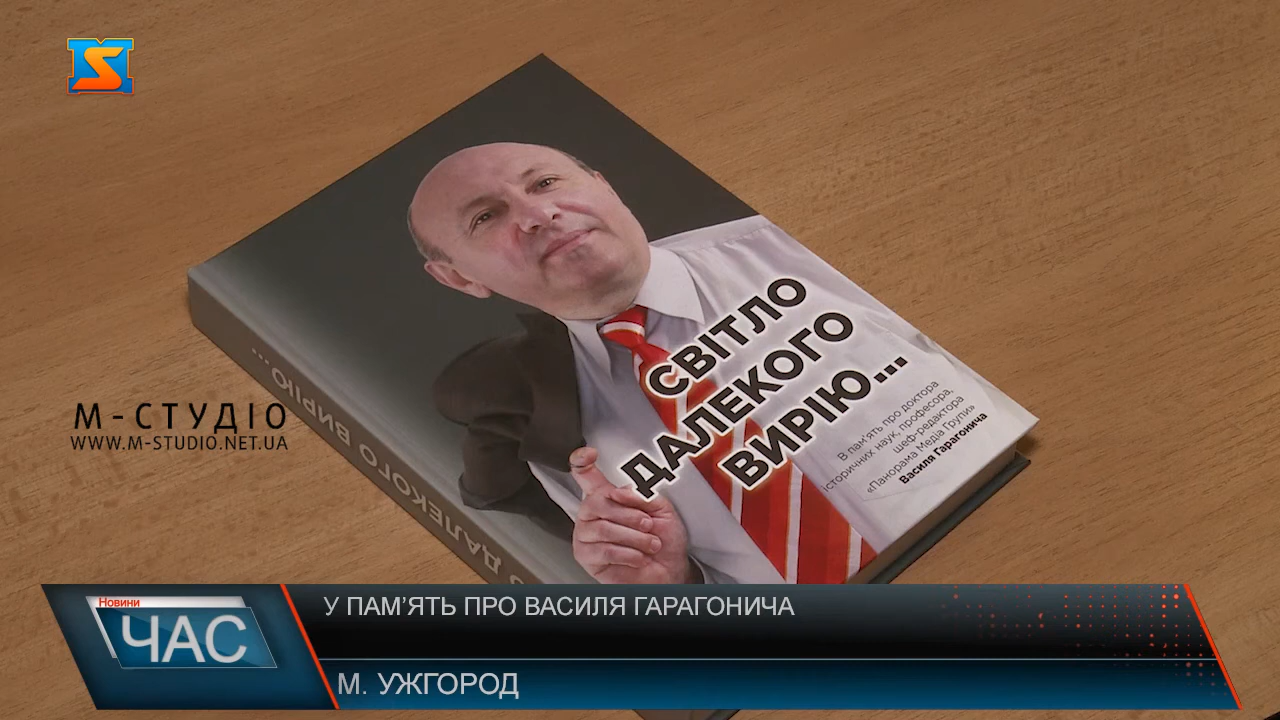 СВІТЛО
ДАЛЕКОГО
ВИРІЮ...
В пам'ять про доктора
історичних наук, професора,
шеф-редактора
«Панорама Медіа Групи»
Василя Гарагонича
О ДАЛЕКОГО ВИРІЮ...
М-СТУДІО
WWW.M-STUDIO.NET.UA
Новини
ЧАС
У ПАМ’ЯТЬ ПРО ВАСИЛЯ ГАРАГОНИЧА
М. УЖГОРОД